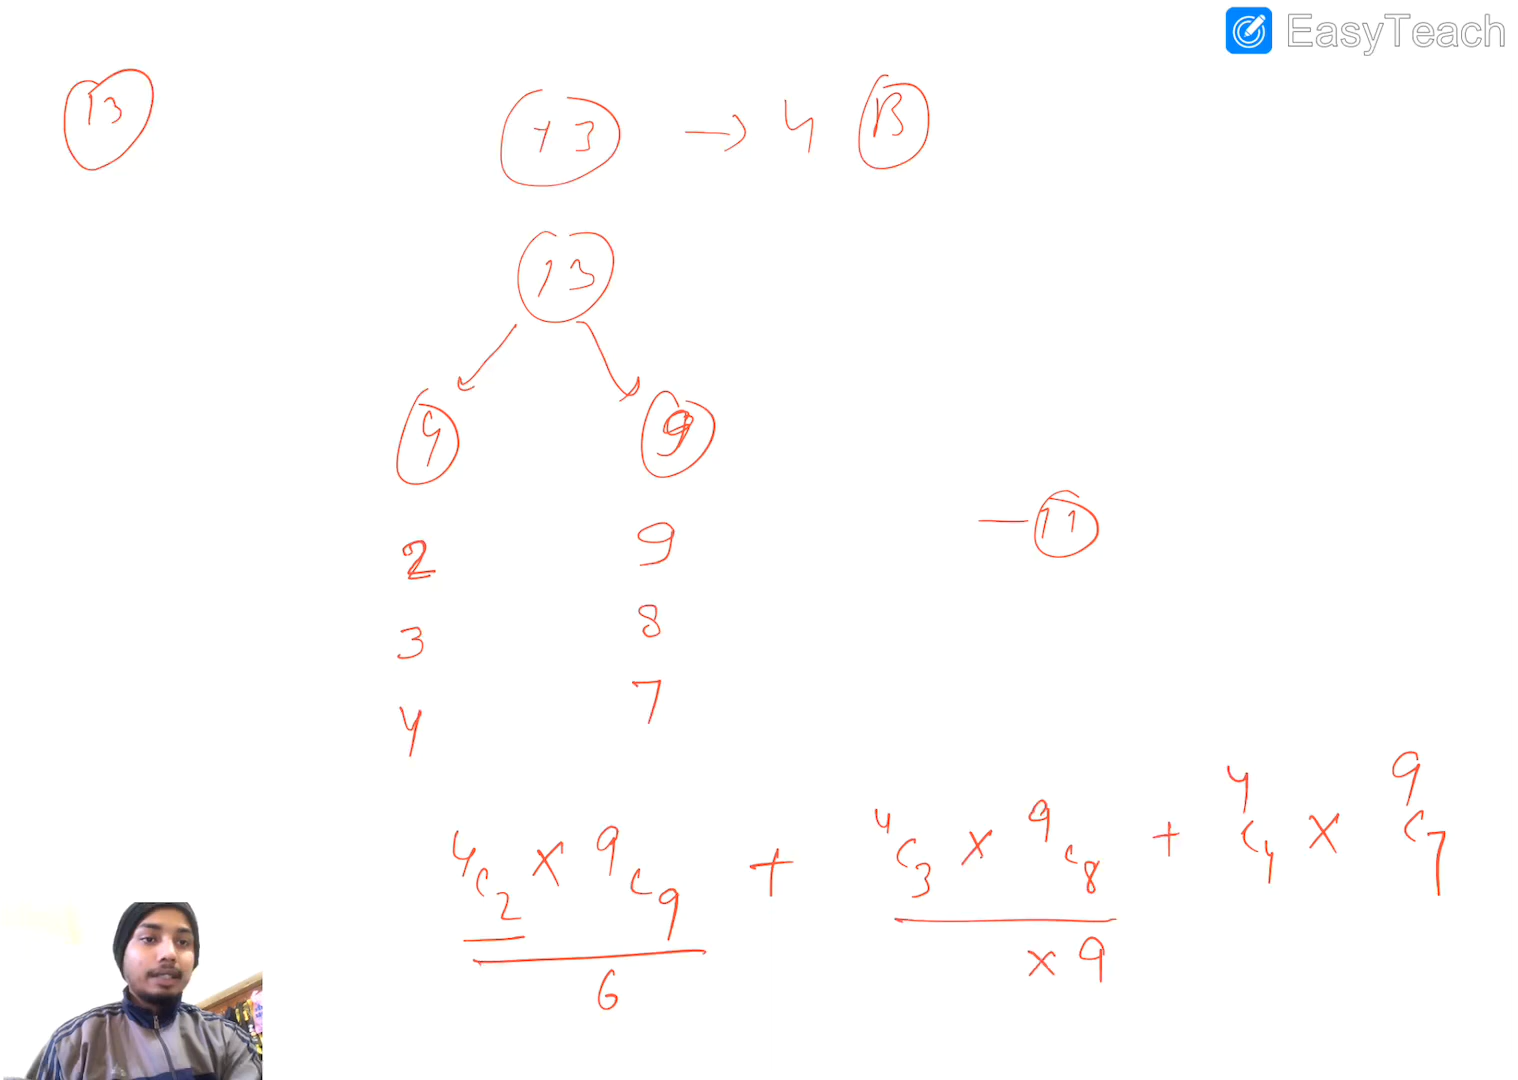 EasyTeach
13
13 → 4 B
13
4 9
2 9
- 11
3 8
4 7
⁴C₂ × ⁹C₉ + ⁴C₃ × ⁹C₈ + ⁴C₄ × ⁹C₇
6 × 9